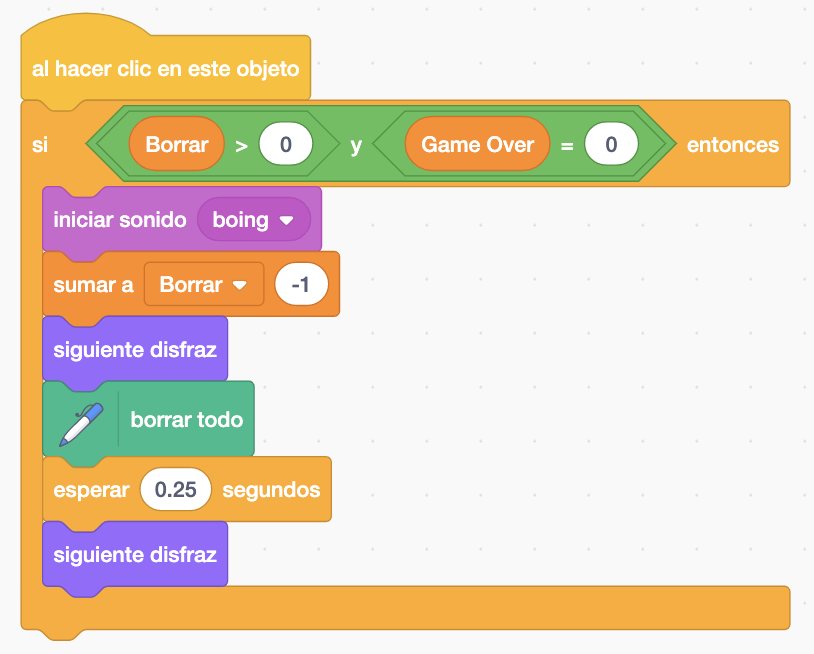 al hacer clic en este objeto
si Borrar > 0 y Game Over = 0 entonces
iniciar sonido boing
sumar a Borrar -1
siguiente disfraz
borrar todo
esperar 0.25 segundos
siguiente disfraz